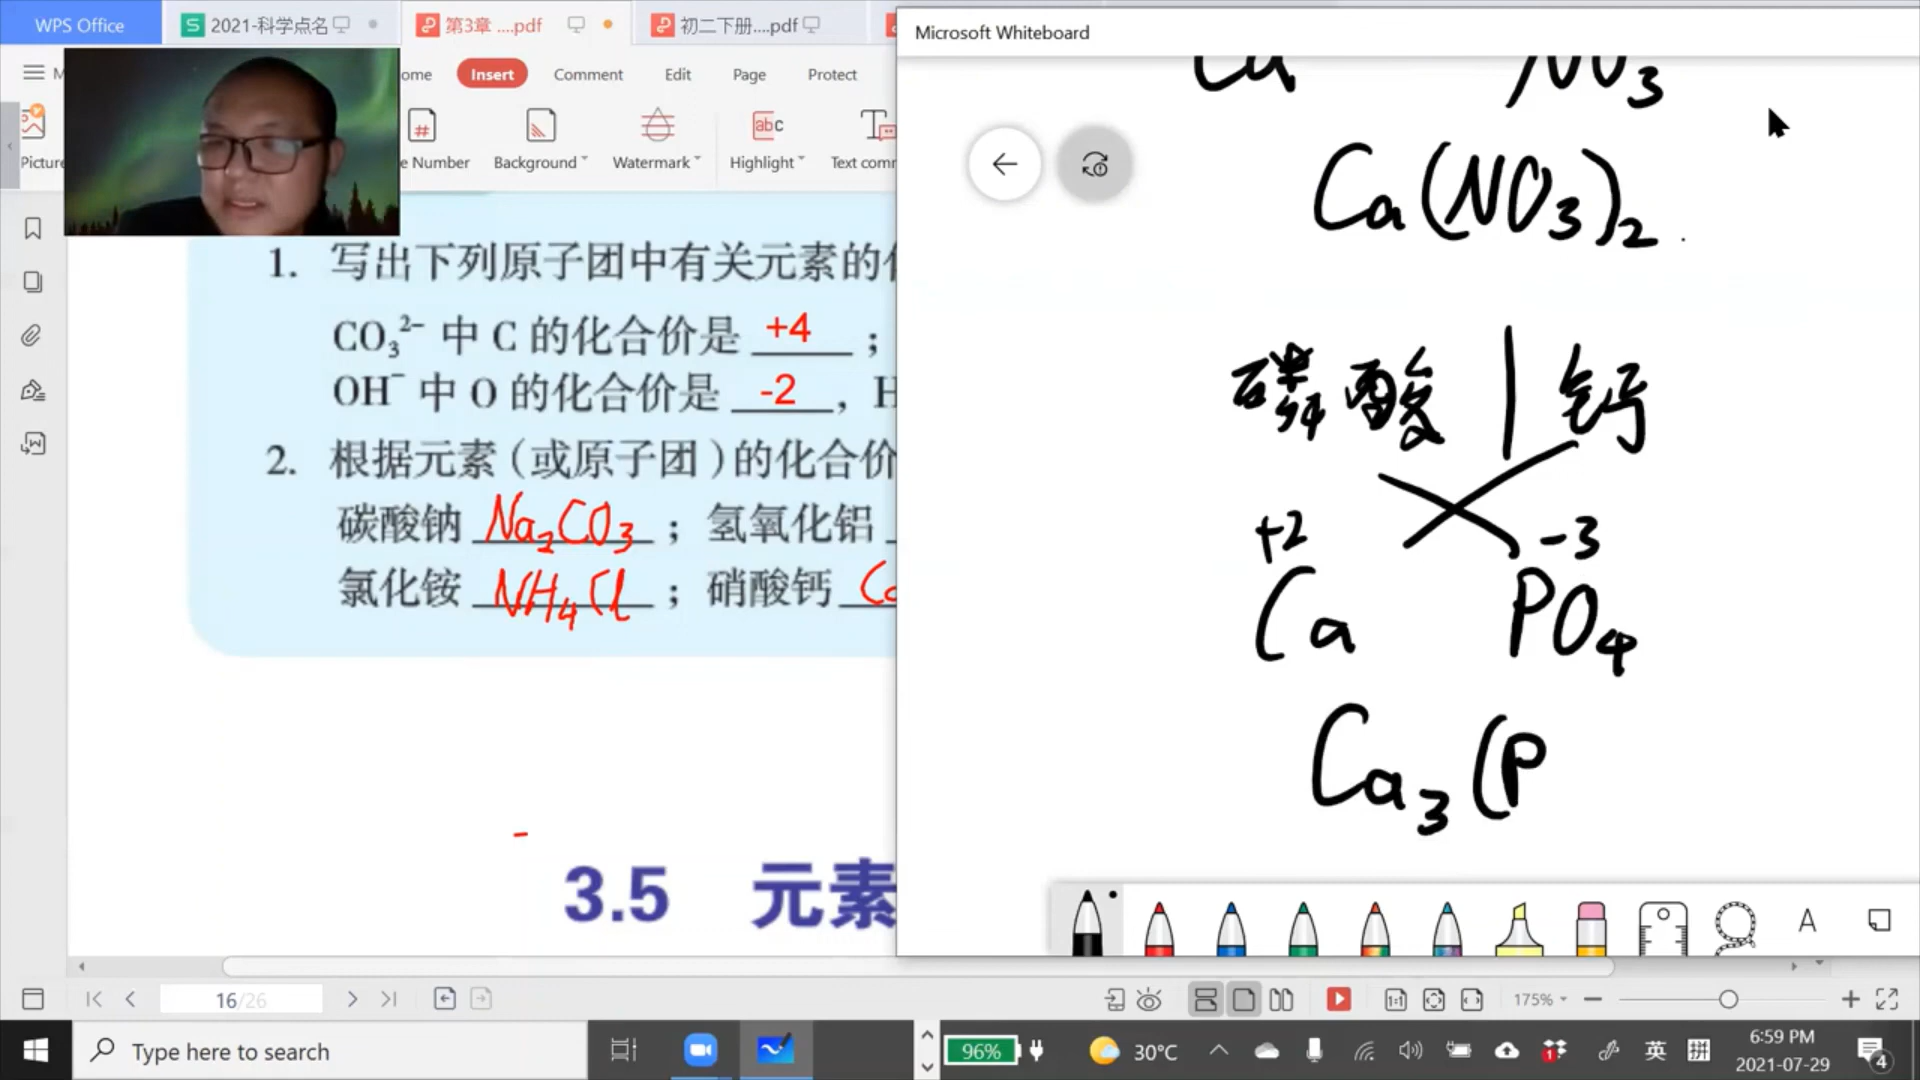 WPS Office
2021-科学点名
第3章 ....pdf
初二下册....pdf
Microsoft Whiteboard
ome Insert Comment Edit Page Protect
Picture
e Number Background Watermark Highlight Text com
1. 写出下列原子团中有关元素的
CO₃²⁻ 中 C 的化合价是 +4 ；
OH⁻ 中 O 的化合价是 -2 , H
2. 根据元素（或原子团）的化合价
碳酸钠 Na₂CO₃ ；氢氧化铝
氯化铵 NH₄Cl ；硝酸钙 Ca
3.5 元素
Ca NO₃
Ca(NO₃)₂
磷酸 | 钙
+2 -3
Ca PO₄
Ca₃(P
16/26
175%
Type here to search
96%
30°C
英 拼
6:59 PM
2021-07-29
4